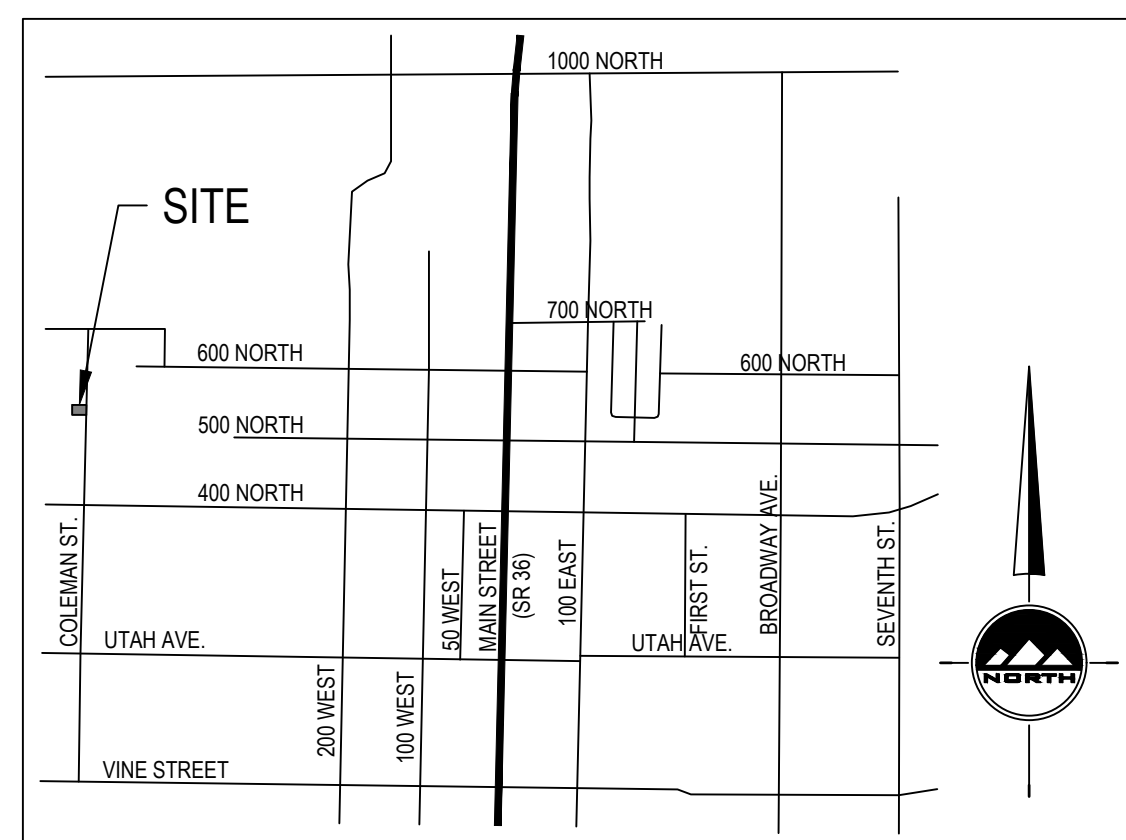 1000 NORTH
SITE
700 NORTH
600 NORTH
600 NORTH
500 NORTH
400 NORTH
COLEMAN ST.
50 WEST
MAIN STREET
(SR 36)
100 EAST
FIRST ST.
BROADWAY AVE.
SEVENTH ST.
UTAH AVE.
UTAH AVE.
200 WEST
100 WEST
VINE STREET
NORTH